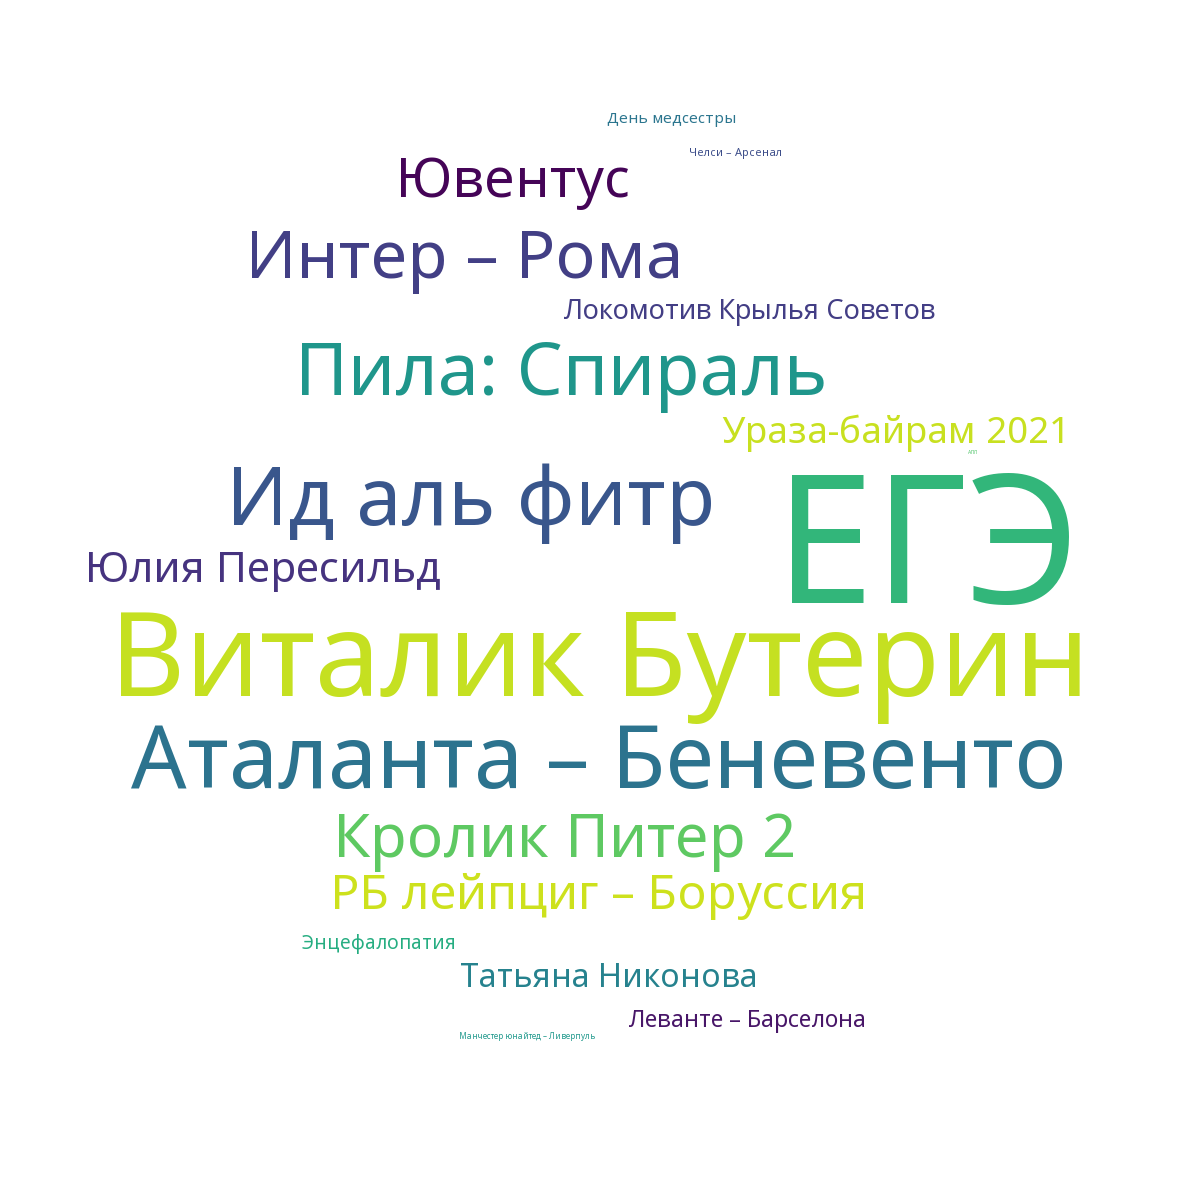 День медсестры
Челси – Арсенал
Ювентус
Интер – Рома
Локомотив Крылья Советов
Пила: Спираль
Ураза-байрам 2021
Ид аль фитр
ЕГЭ
Юлия Пересильд
Виталик Бутерин
Аталанта – Беневенто
Кролик Питер 2
РБ лейпциг – Боруссия
Энцефалопатия
Татьяна Никонова
Леванте – Барселона
Манчестер юнайтед – Ливерпуль